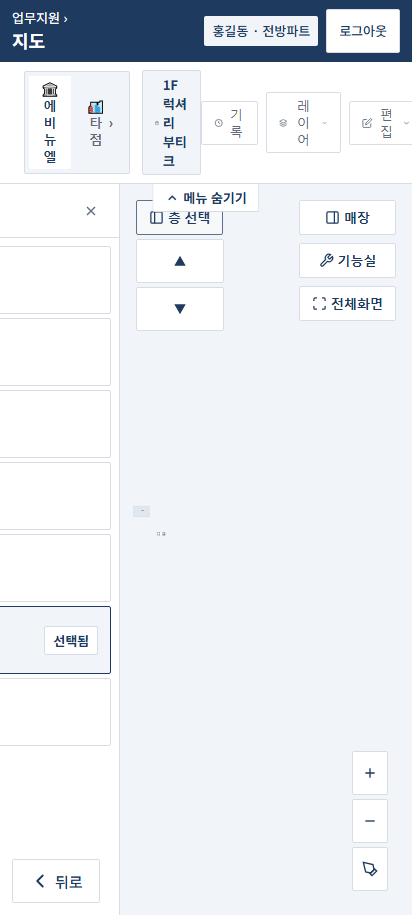 업무지원 ›
지도
홍길동 · 전방파트
로그아웃
에
비
뉴
엘
타
점
›
1F
럭셔
리
부티
크
기
록
레
이
어
편
집
메뉴 숨기기
층 선택
▲
▼
매장
기능실
전체화면
선택됨
+
−
뒤로